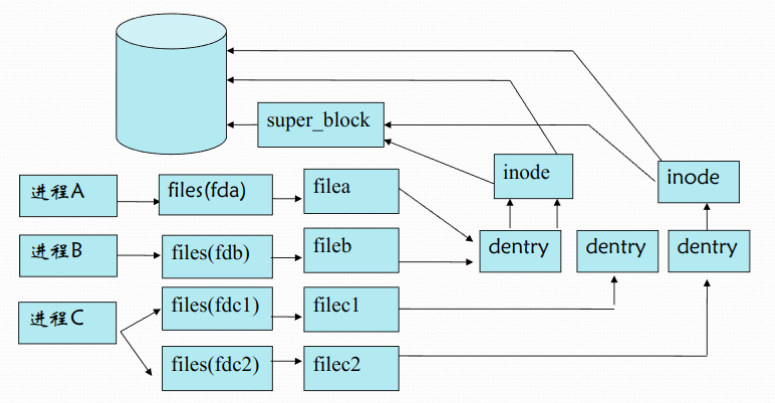 super_block
inode
inode
进程A
files(fda)
filea
进程B
files(fdb)
fileb
dentry
dentry
dentry
进程C
files(fdc1)
filec1
files(fdc2)
filec2